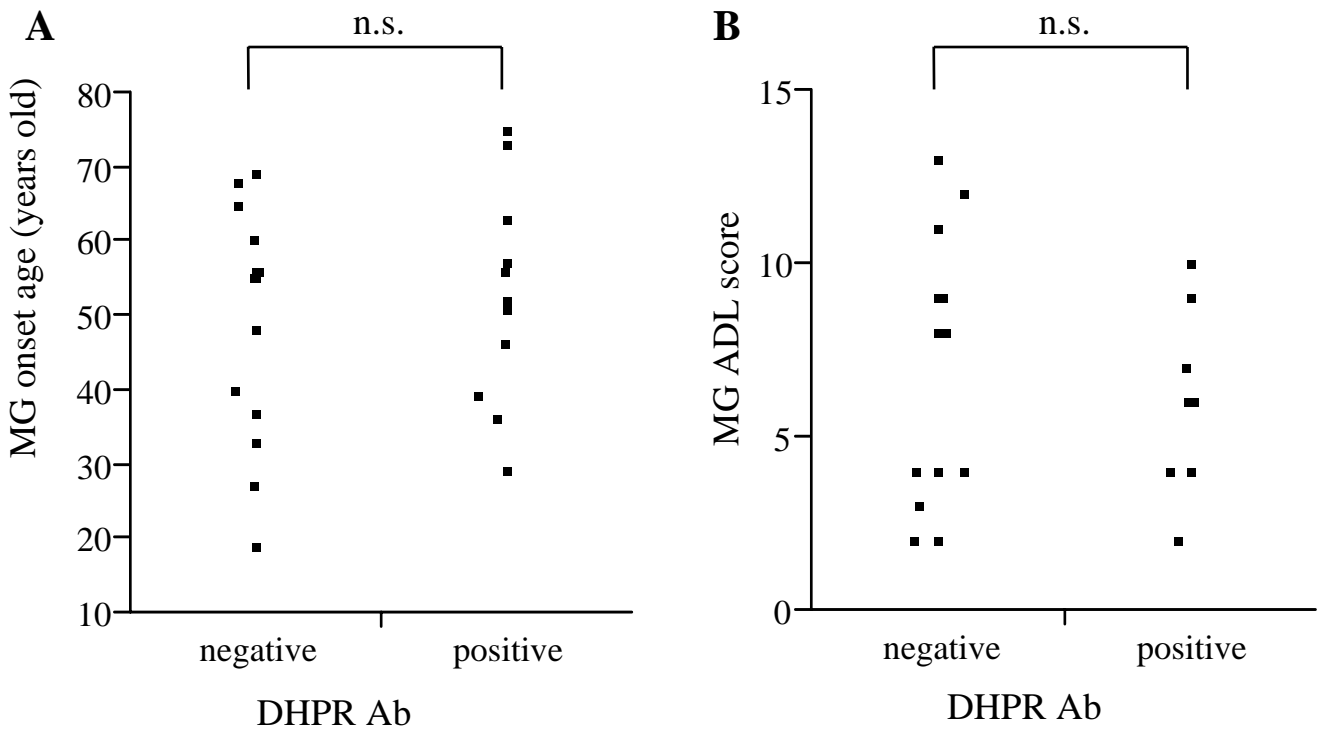 A
n.s.
MG onset age (years old)
80
70
60
50
40
30
20
10
negative positive
DHPR Ab
B
n.s.
MG ADL score
15
10
5
0
negative positive
DHPR Ab